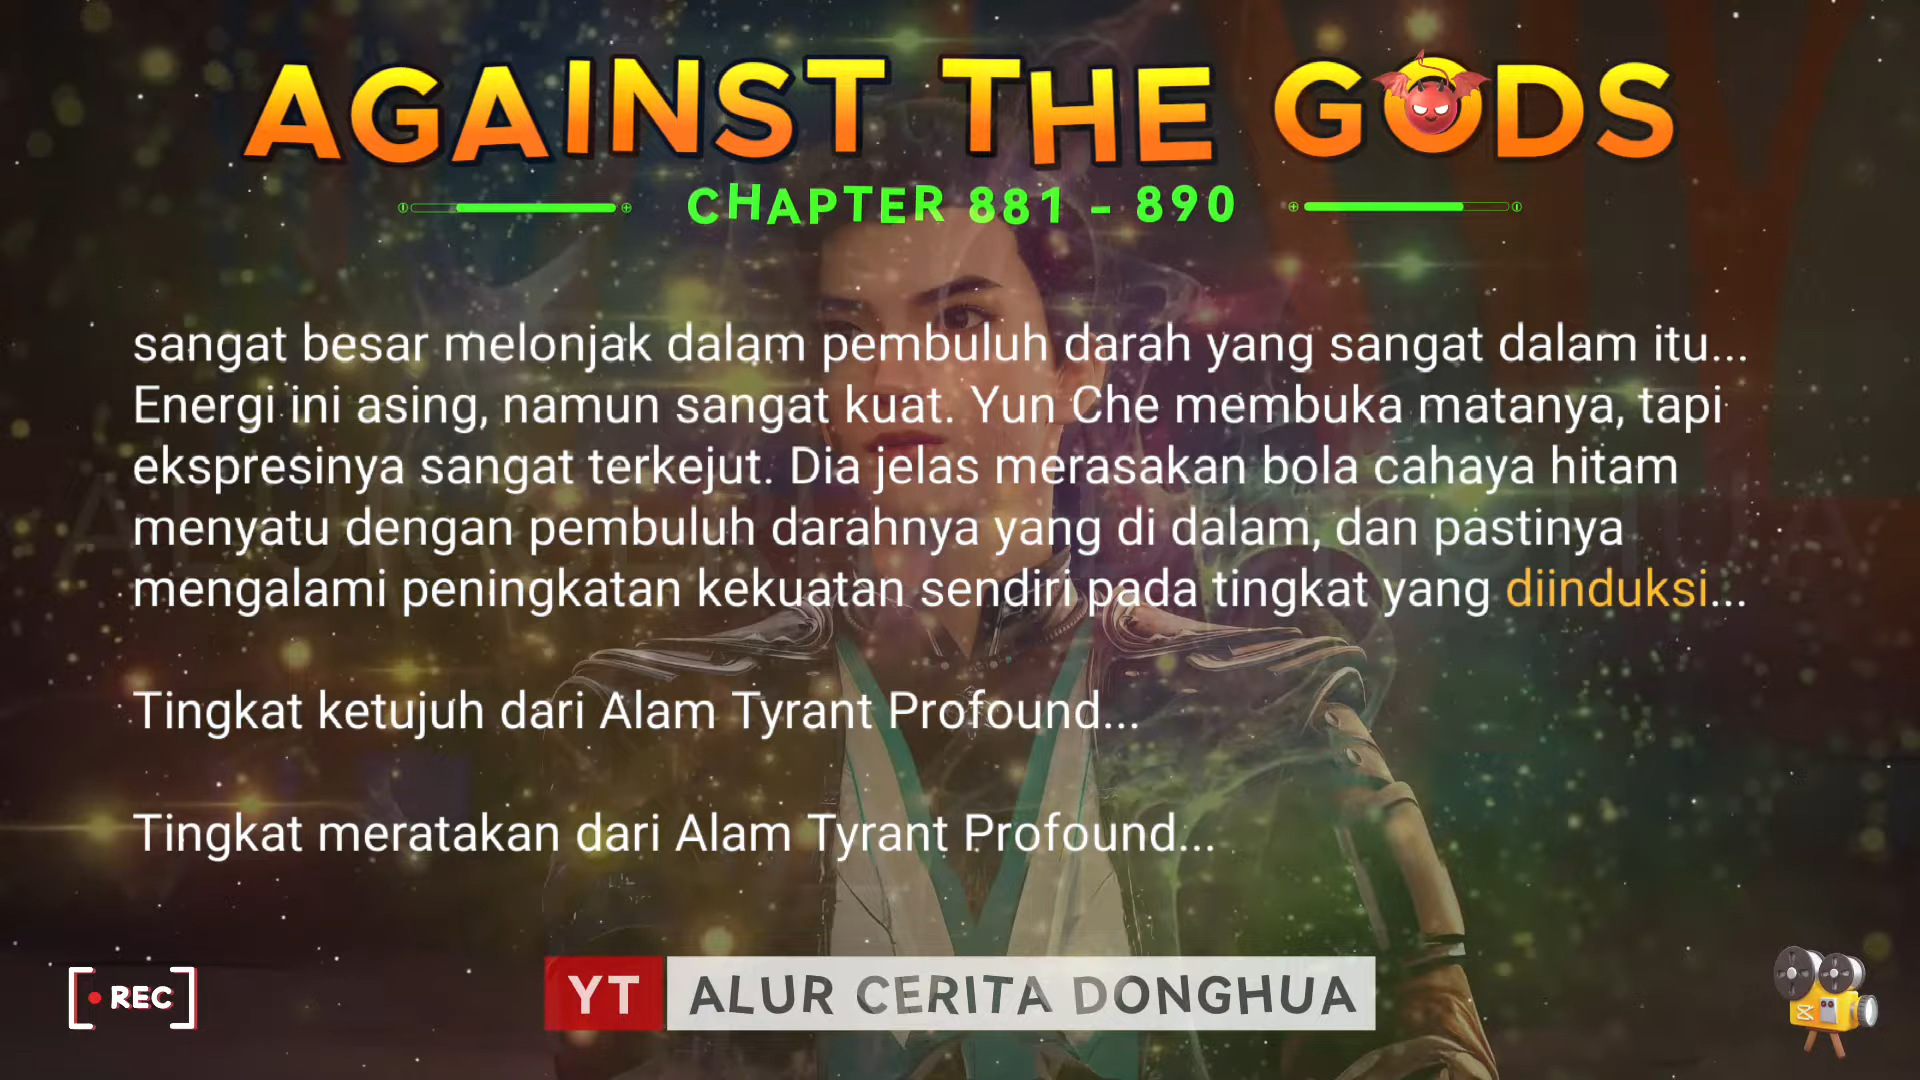 AGAINST THE GODS
CHAPTER 881 - 890
sangat besar melonjak dalam pembuluh darah yang sangat dalam itu...
Energi ini asing, namun sangat kuat. Yun Che membuka matanya, tapi
ekspresinya sangat terkejut. Dia jelas merasakan bola cahaya hitam
menyatu dengan pembuluh darahnya yang di dalam, dan pastinya
mengalami peningkatan kekuatan sendiri pada tingkat yang diinduksi...
Tingkat ketujuh dari Alam Tyrant Profound...
Tingkat meratakan dari Alam Tyrant Profound...
REC
YT ALUR CERITA DONGHUA